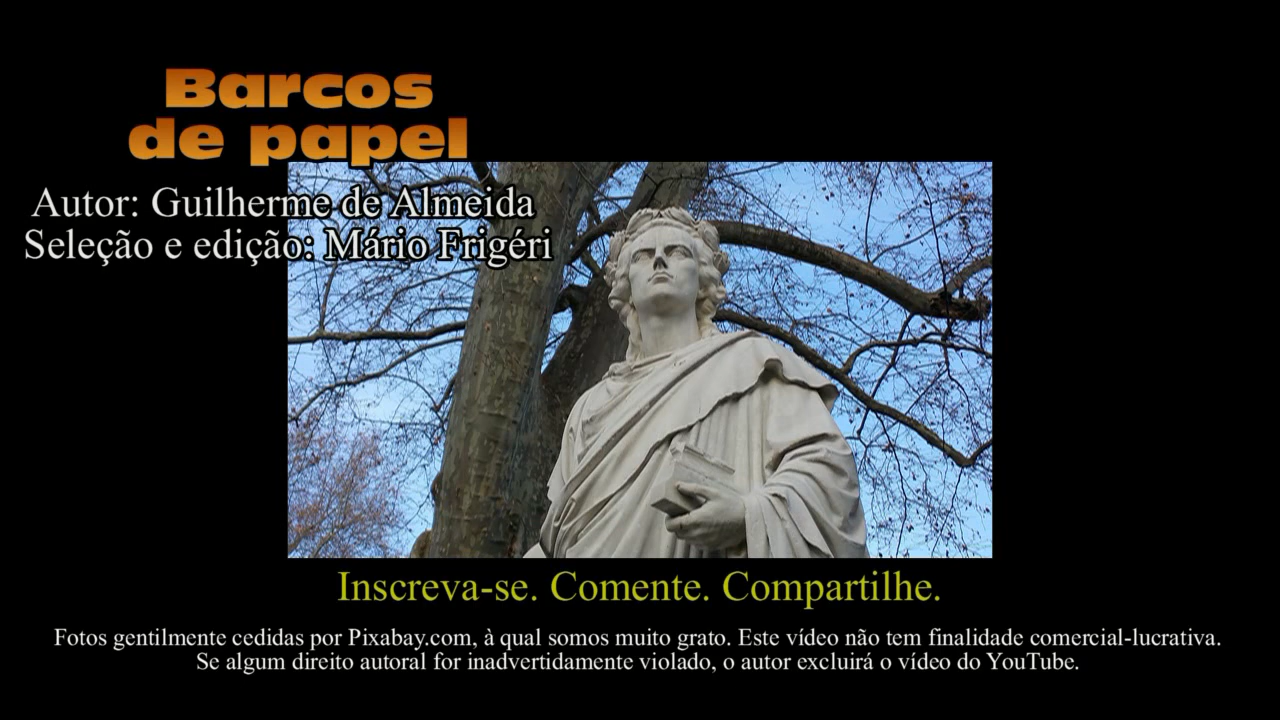 Barcos
de papel
Autor: Guilherme de Almeida
Seleção e edição: Mário Frigéri
Inscreva-se. Comente. Compartilhe.
Fotos gentilmente cedidas por Pixabay.com, à qual somos muito grato. Este vídeo não tem finalidade comercial-lucrativa.
Se algum direito autoral for inadvertidamente violado, o autor excluirá o vídeo do YouTube.